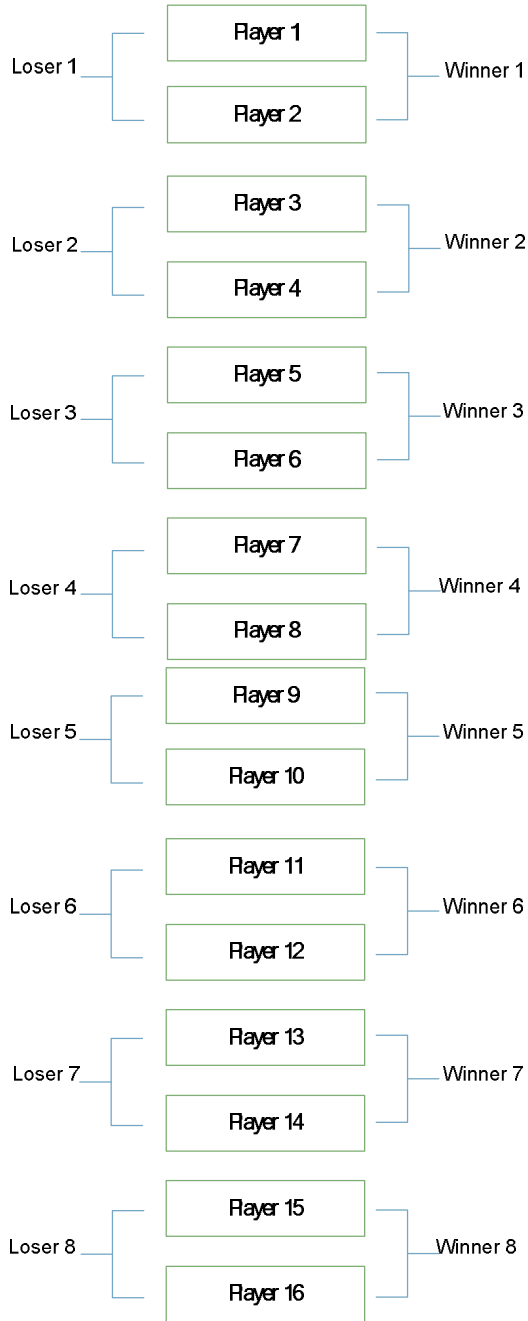 Player 1
Loser 1
Winner 1
Player 2
Player 3
Loser 2
Winner 2
Player 4
Player 5
Loser 3
Winner 3
Player 6
Player 7
Loser 4
Winner 4
Player 8
Player 9
Loser 5
Winner 5
Player 10
Player 11
Loser 6
Winner 6
Player 12
Player 13
Loser 7
Winner 7
Player 14
Player 15
Loser 8
Winner 8
Player 16